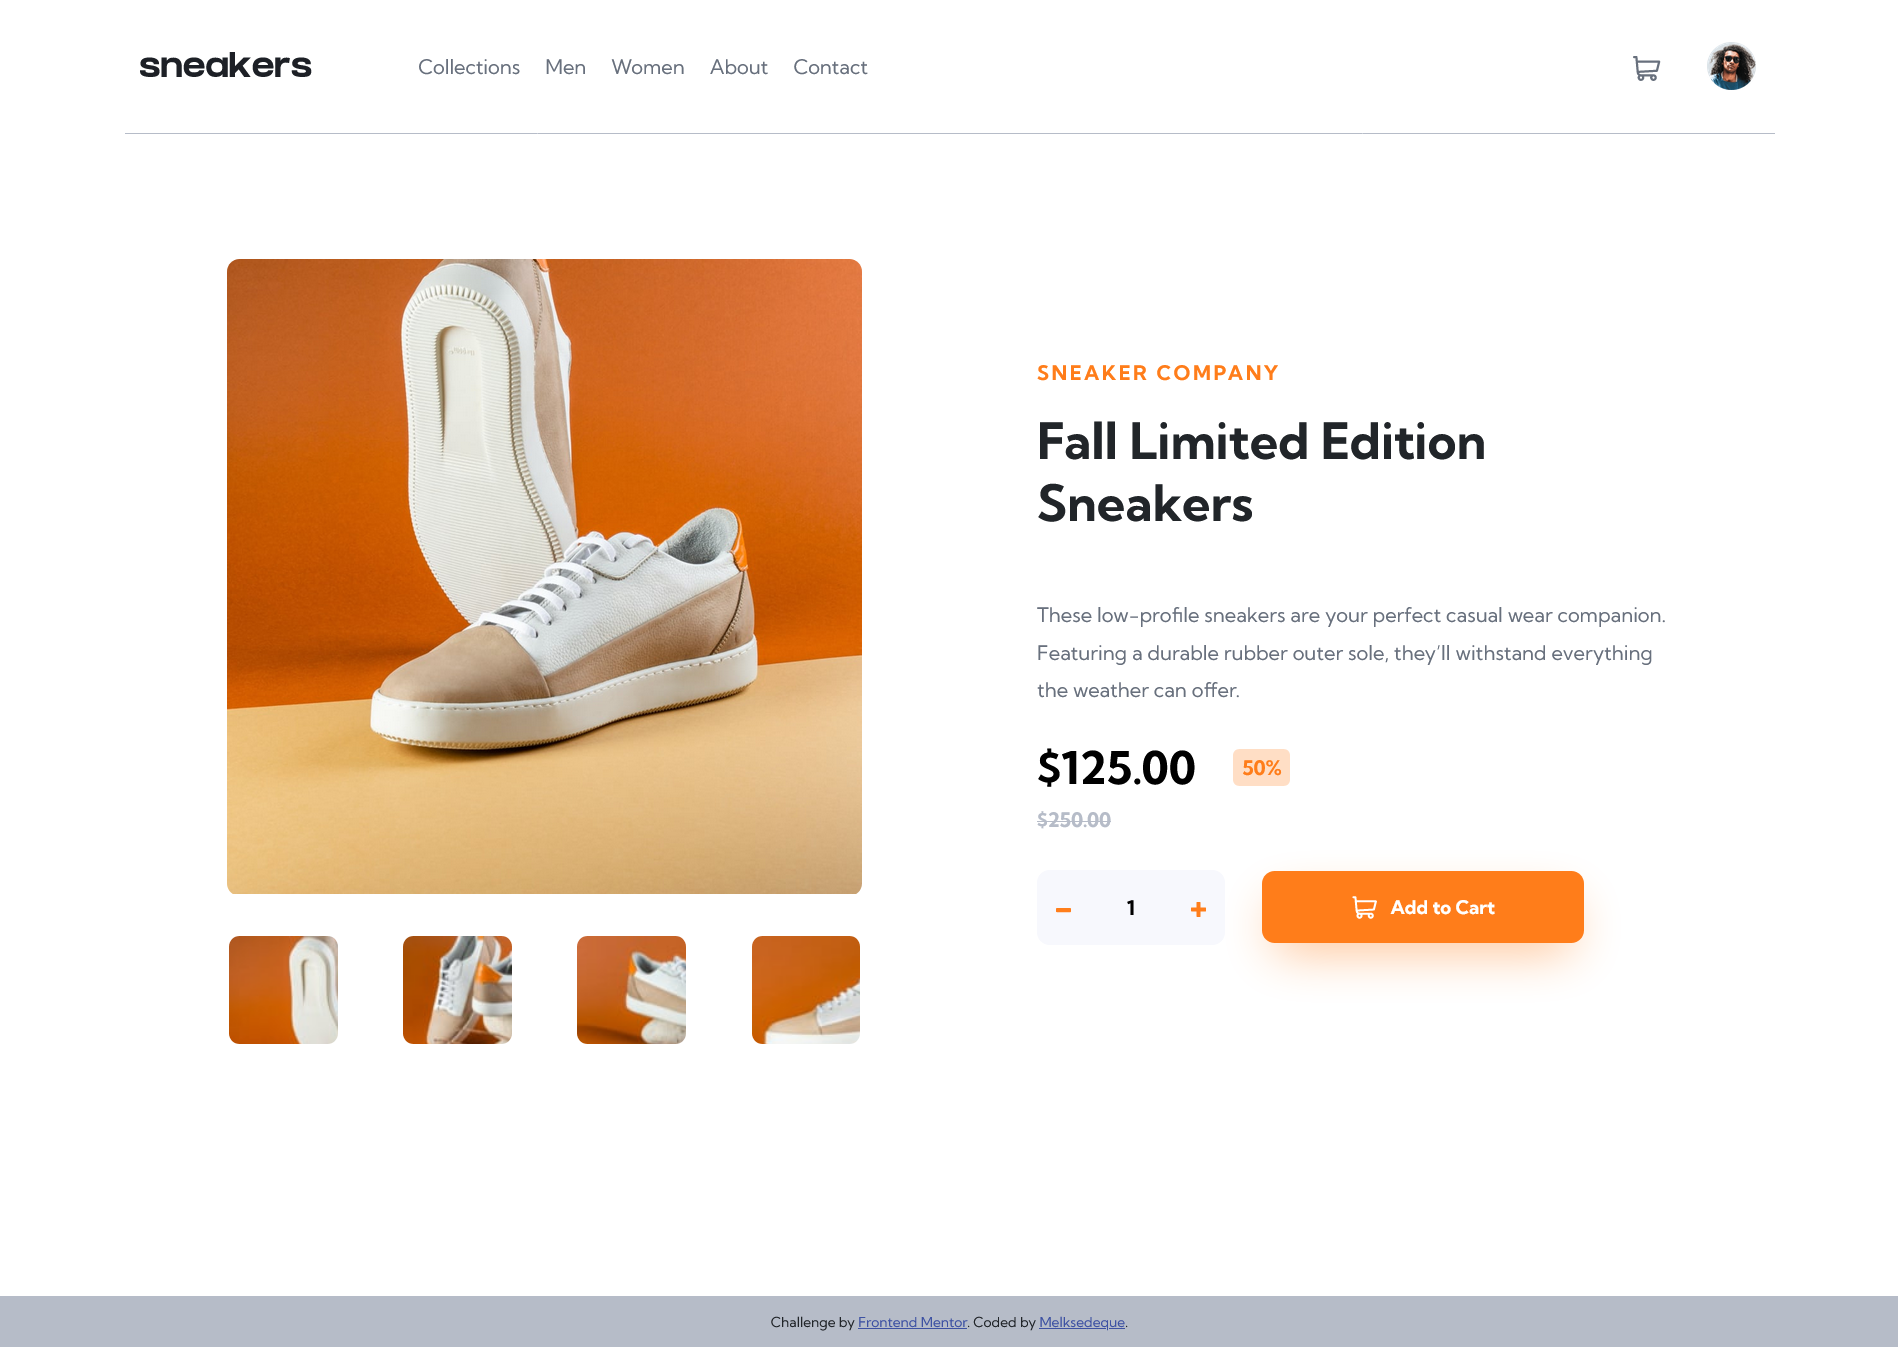 sneakers
Collections Men Women About Contact
SNEAKER COMPANY
Fall Limited Edition
Sneakers
These low-profile sneakers are your perfect casual wear companion.
Featuring a durable rubber outer sole, they’ll withstand everything
the weather can offer.
$125.00 50%
$250.00
1 Add to Cart
Challenge by Frontend Mentor. Coded by Melksedeque.